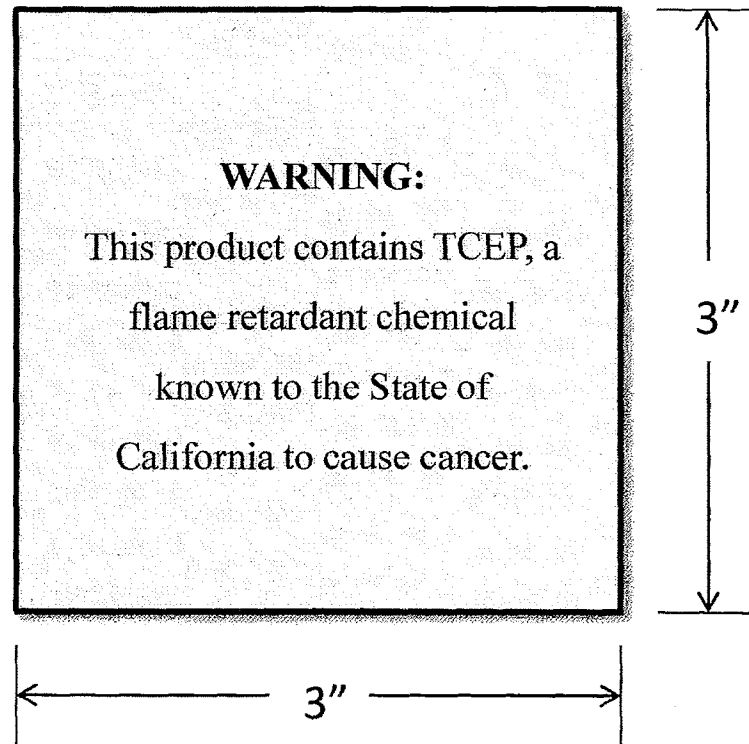 WARNING:
This product contains TCEP, a
flame retardant chemical
known to the State of
California to cause cancer.
3"
3"